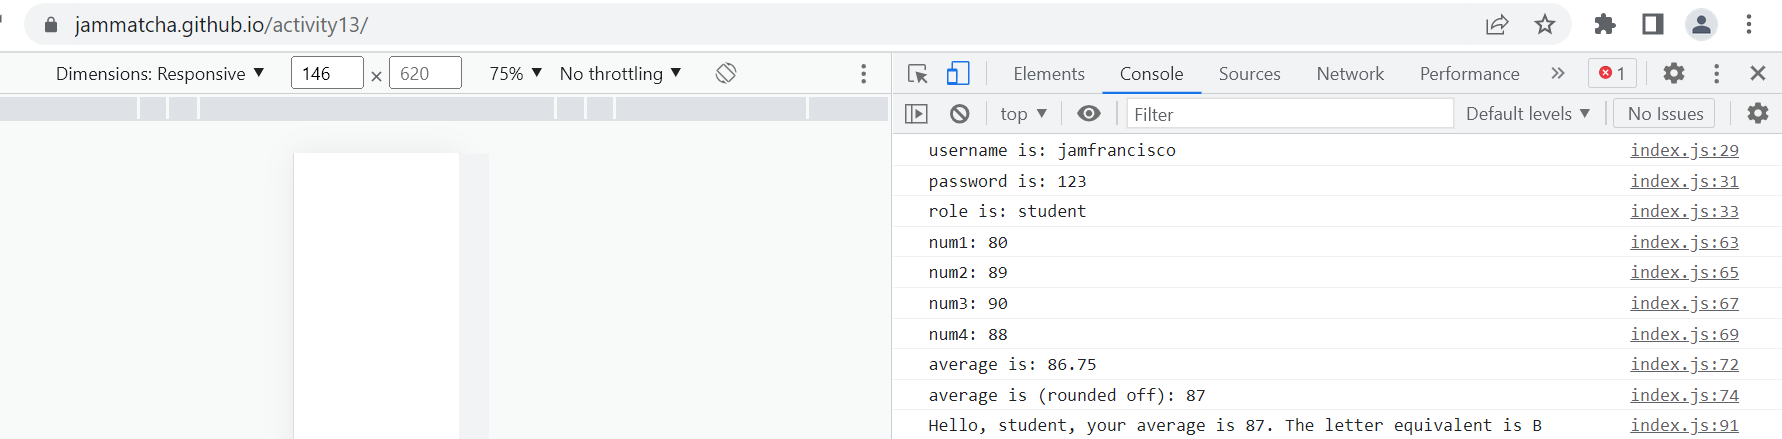 jammatcha.github.io/activity13/
Dimensions: Responsive ▼ 146 × 620 75% ▼ No throttling ▼
Elements Console Sources Network Performance » 1
top ▼ Filter Default levels ▼ No Issues
username is: jamfrancisco index.js:29
password is: 123 index.js:31
role is: student index.js:33
num1: 80 index.js:63
num2: 89 index.js:65
num3: 90 index.js:67
num4: 88 index.js:69
average is: 86.75 index.js:72
average is (rounded off): 87 index.js:74
Hello, student, your average is 87. The letter equivalent is B index.js:91